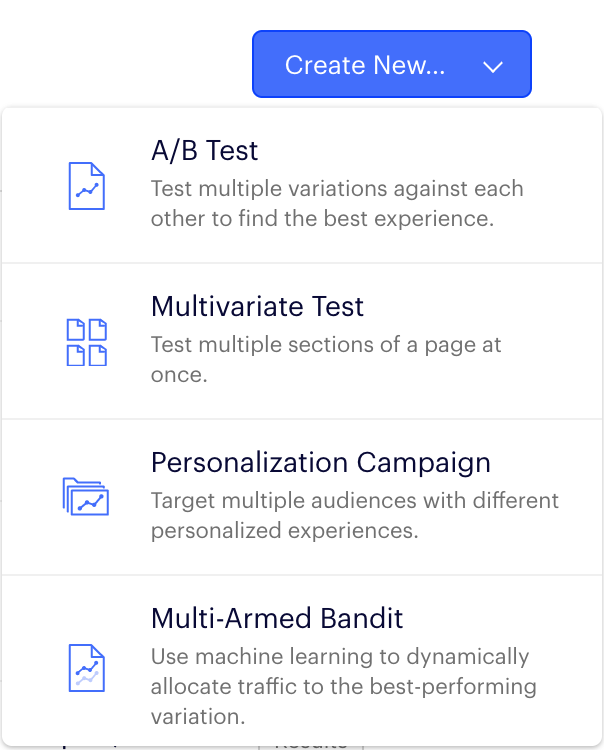 Create New...
A/B Test
Test multiple variations against each
other to find the best experience.
Multivariate Test
Test multiple sections of a page at
once.
Personalization Campaign
Target multiple audiences with different
personalized experiences.
Multi-Armed Bandit
Use machine learning to dynamically
allocate traffic to the best-performing
variation.